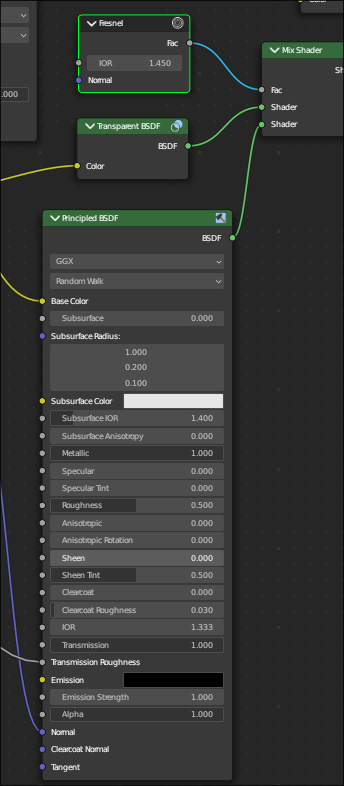 Color
.000
Fresnel
Fac
IOR 1.450
Normal
Mix Shader
Sh
Fac
Shader
Shader
Transparent BSDF
BSDF
Color
Principled BSDF
BSDF
GGX
Random Walk
Base Color
Subsurface 0.000
Subsurface Radius:
1.000
0.200
0.100
Subsurface Color
Subsurface IOR 1.400
Subsurface Anisotropy 0.000
Metallic 1.000
Specular 0.000
Specular Tint 0.000
Roughness 0.500
Anisotropic 0.000
Anisotropic Rotation 0.000
Sheen 0.000
Sheen Tint 0.500
Clearcoat 0.000
Clearcoat Roughness 0.030
IOR 1.333
Transmission 1.000
Transmission Roughness
Emission
Emission Strength 1.000
Alpha 1.000
Normal
Clearcoat Normal
Tangent